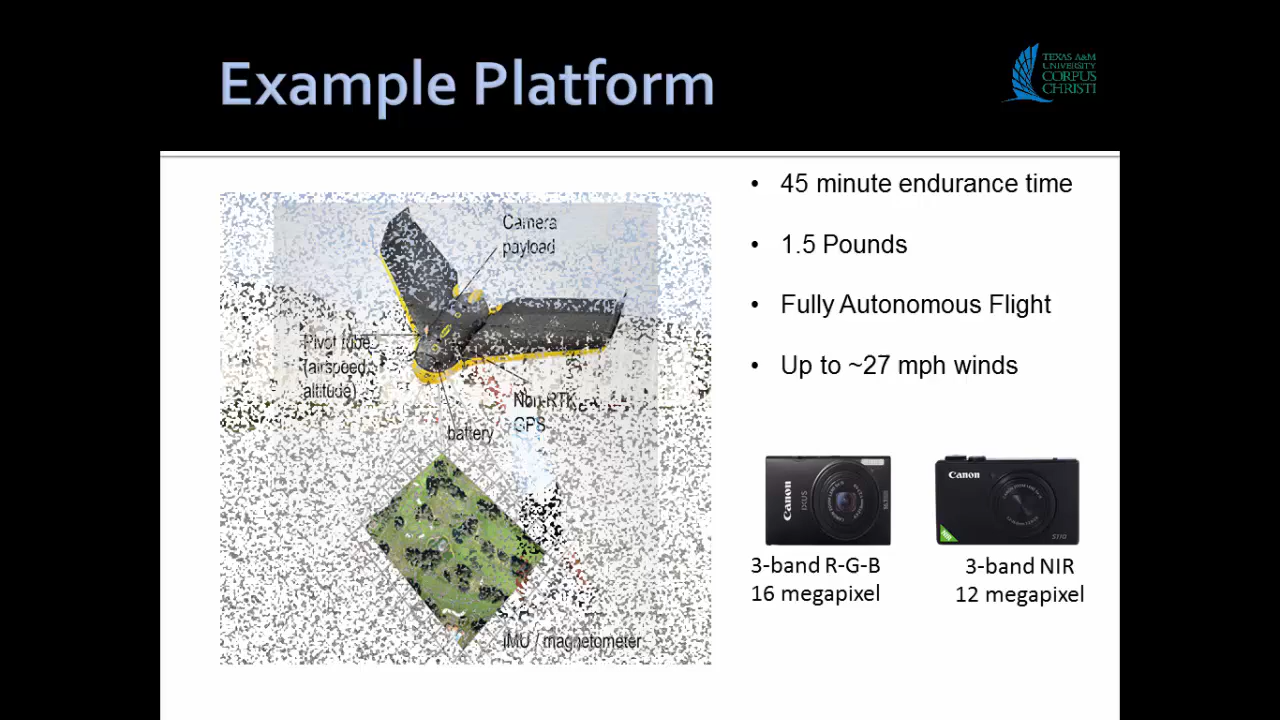 Example Platform
TEXAS A&M
UNIVERSITY
CORPUS
CHRISTI
• 45 minute endurance time
• 1.5 Pounds
• Fully Autonomous Flight
• Up to ~27 mph winds
Camera
payload
Pivot tube
(airspeed,
altitude)
Non-RTK
GPS
battery
IMU / magnetometer
Canon
IXUS
Canon
S110
3-band R-G-B
16 megapixel
3-band NIR
12 megapixel